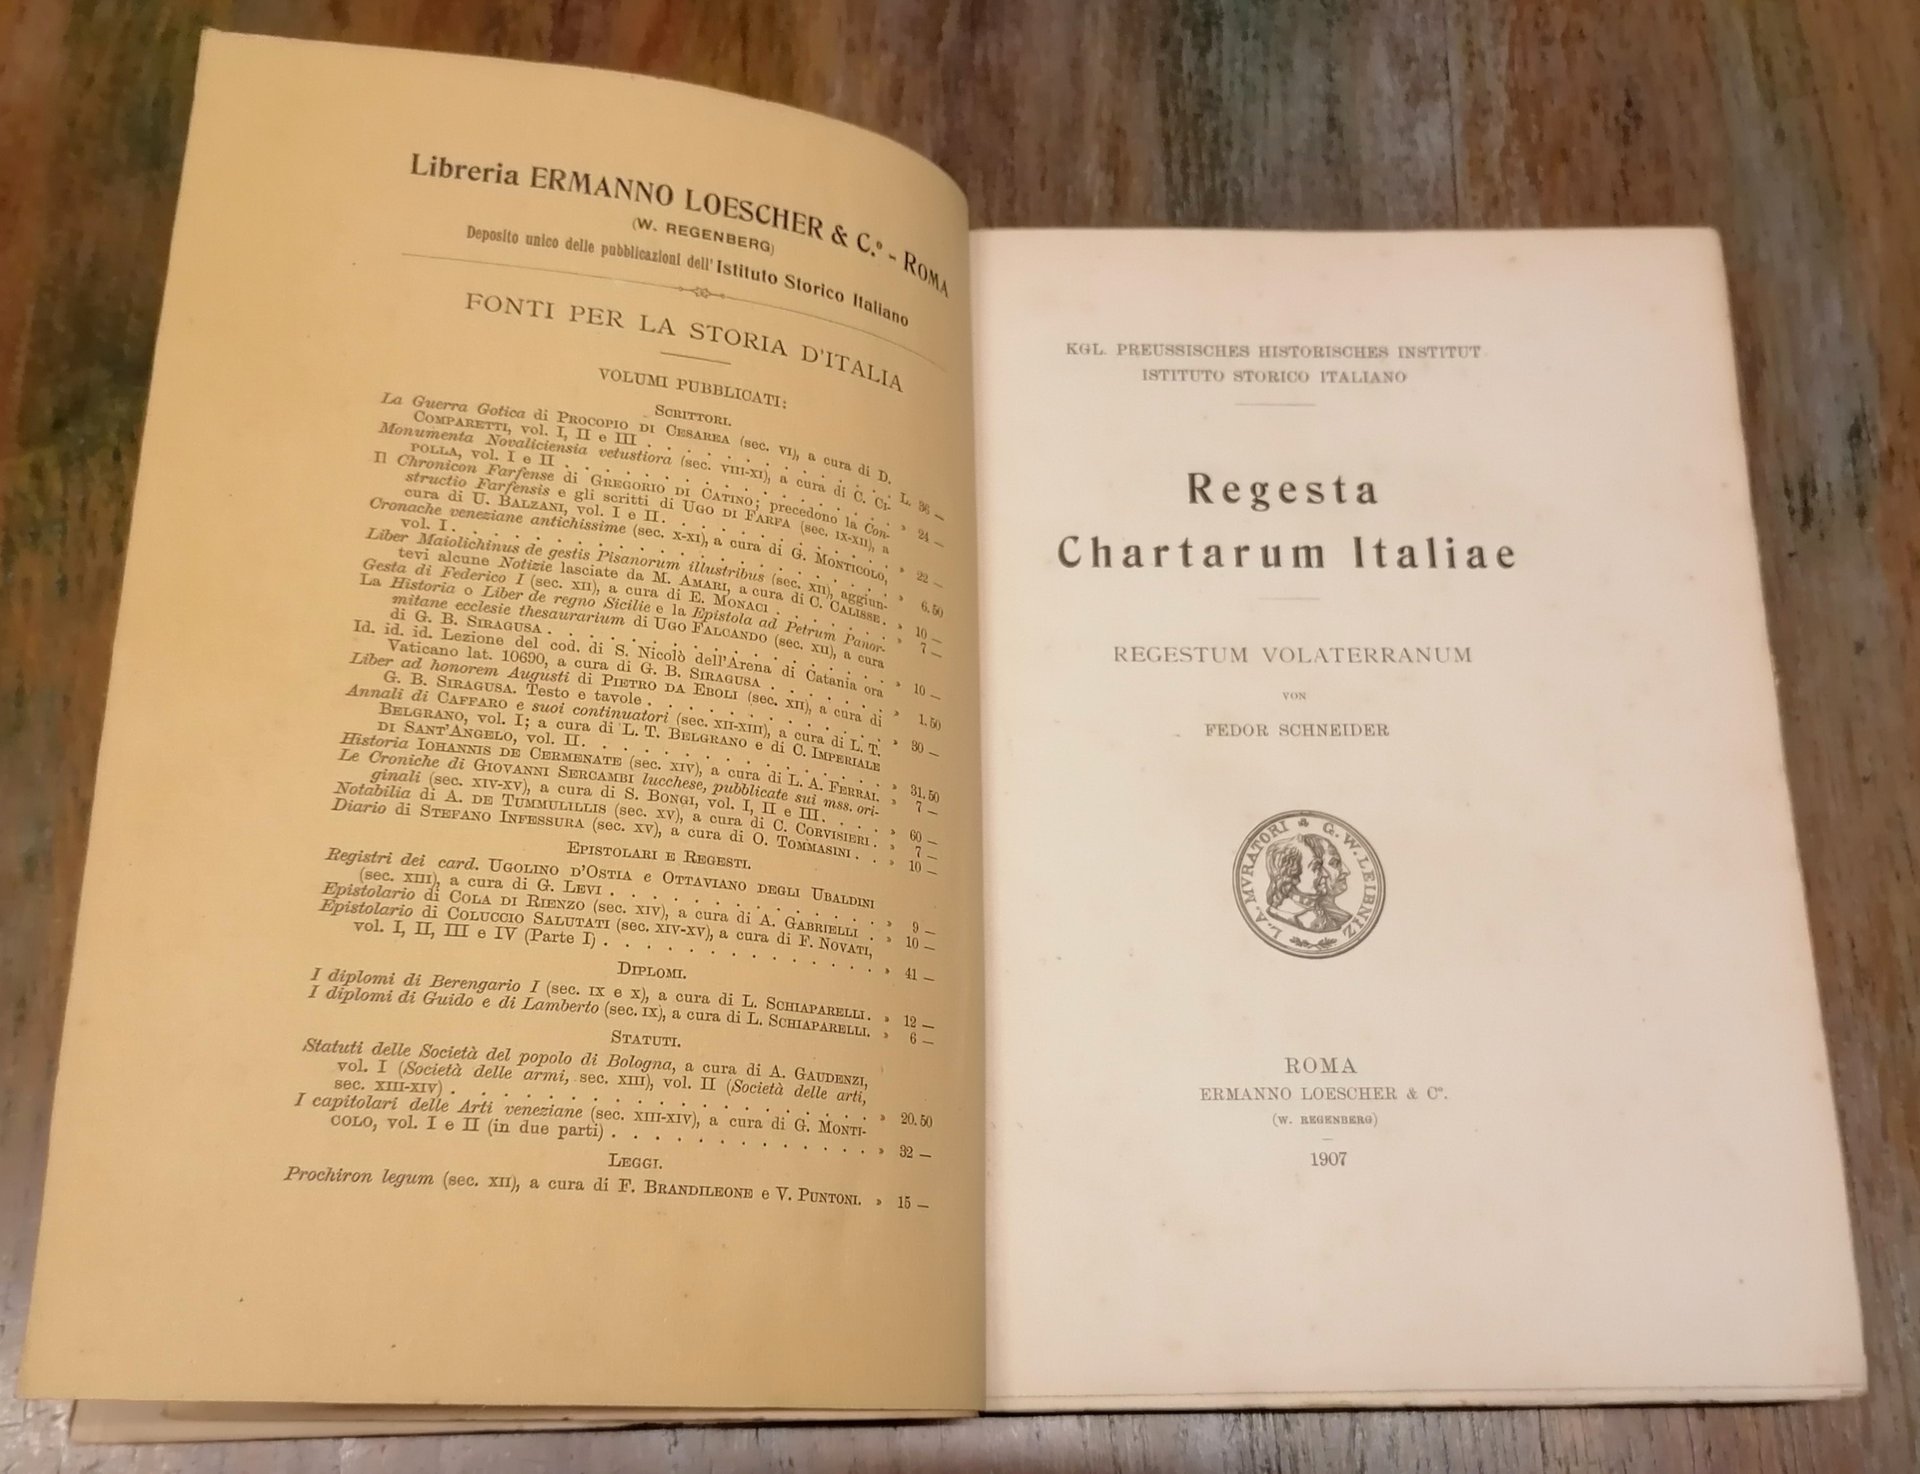 Libreria ERMANNO LOESCHER & C.º - ROMA
(W. REGENBERG)
Deposito unico delle pubblicazioni dell'Istituto Storico Italiano
FONTI PER LA STORIA D'ITALIA
VOLUMI PUBBLICATI:
SCRITTORI.
La Guerra Gotica di PROCOPIO DI CESAREA (sec. VI), a cura di D.
COMPARETTI, vol. I, II e III . . . . . . . . . . . L. 36 —
Monumenta Novaliciensia vetustiora (sec. VIII-XI), a cura di C. CI-
POLLA, vol. I e II . . . . . . . . . . . . . . » 24 —
Il Chronicon Farfense di GREGORIO DI CATINO; precedono la Con-
structio Farfensis e gli scritti di UGO DI FARFA (sec. IX-XII), a
cura di U. BALZANI, vol. I e II. . . . . . . . . . . » 22 —
Cronache veneziane antichissime (sec. X-XI), a cura di G. MONTICOLO,
vol. I. . . . . . . . . . . . . . . . . . » 6.50
Liber Maiolichinus de gestis Pisanorum illustribus (sec. XII), aggiun-
tevi alcune Notizie lasciate da M. AMARI, a cura di C. CALISSE. » 10 —
Gesta di Federico I (sec. XII), a cura di E. MONACI . . . . . » 7 —
La Historia o Liber de regno Sicilie e la Epistola ad Petrum Panor-
mitane ecclesie thesaurarium di UGO FALCANDO (sec. XII), a cura
di G. B. SIRAGUSA . . . . . . . . . . . . . . » 10 —
Id. id. id. Lezione del cod. di S. Nicolò dell'Arena di Catania ora
Vaticano lat. 10690, a cura di G. B. SIRAGUSA . . . . . . » 1.50
Liber ad honorem Augusti di PIETRO DA EBOLI (sec. XII), a cura di
G. B. SIRAGUSA. Testo e tavole . . . . . . . . . . » 30 —
Annali di CAFFARO e suoi continuatori (sec. XII-XIII), a cura di L. T.
BELGRANO, vol. I; a cura di L. T. BELGRANO e di C. IMPERIALE
DI SANT'ANGELO, vol. II. . . . . . . . . . . . . » 31.50
Historia IOHANNIS DE CERMENATE (sec. XIV), a cura di L. A. FERRAI. » 7 —
Le Croniche di GIOVANNI SERCAMBI lucchese, pubblicate sui mss. ori-
ginali (sec. XIV-XV), a cura di S. BONGI, vol. I, II e III. . . . » 60 —
Notabilia di A. DE TUMMULILLIS (sec. XV), a cura di C. CORVISIERI. » 7 —
Diario di STEFANO INFESSURA (sec. XV), a cura di O. TOMMASINI . . » 10 —
EPISTOLARI E REGESTI.
Registri dei card. UGOLINO D'OSTIA e OTTAVIANO DEGLI UBALDINI
(sec. XIII), a cura di G. LEVI . . . . . . . . . . . » 9 —
Epistolario di COLA DI RIENZO (sec. XIV), a cura di A. GABRIELLI . » 10 —
Epistolario di COLUCCIO SALUTATI (sec. XIV-XV), a cura di F. NOVATI,
vol. I, II, III e IV (Parte I) . . . . . . . . . . . » 41 —
DIPLOMI.
I diplomi di Berengario I (sec. IX e X), a cura di L. SCHIAPARELLI. » 12 —
I diplomi di Guido e di Lamberto (sec. IX), a cura di L. SCHIAPARELLI. » 6 —
STATUTI.
Statuti delle Società del popolo di Bologna, a cura di A. GAUDENZI,
vol. I (Società delle armi, sec. XIII), vol. II (Società delle arti,
sec. XIII-XIV) . . . . . . . . . . . . . . . . » 20.50
I capitolari delle Arti veneziane (sec. XIII-XIV), a cura di G. MONTI-
COLO, vol. I e II (in due parti) . . . . . . . . . . . » 32 —
LEGGI.
Prochiron legum (sec. XII), a cura di F. BRANDILEONE e V. PUNTONI. » 15 —
KGL. PREUSSISCHES HISTORISCHES INSTITUT
ISTITUTO STORICO ITALIANO
Regesta
Chartarum Italiae
REGESTUM VOLATERRANUM
VON
FEDOR SCHNEIDER
L. A. MVRATORI G. W. LEIBNIZ
ROMA
ERMANNO LOESCHER & Cº.
(W. REGENBERG)
1907